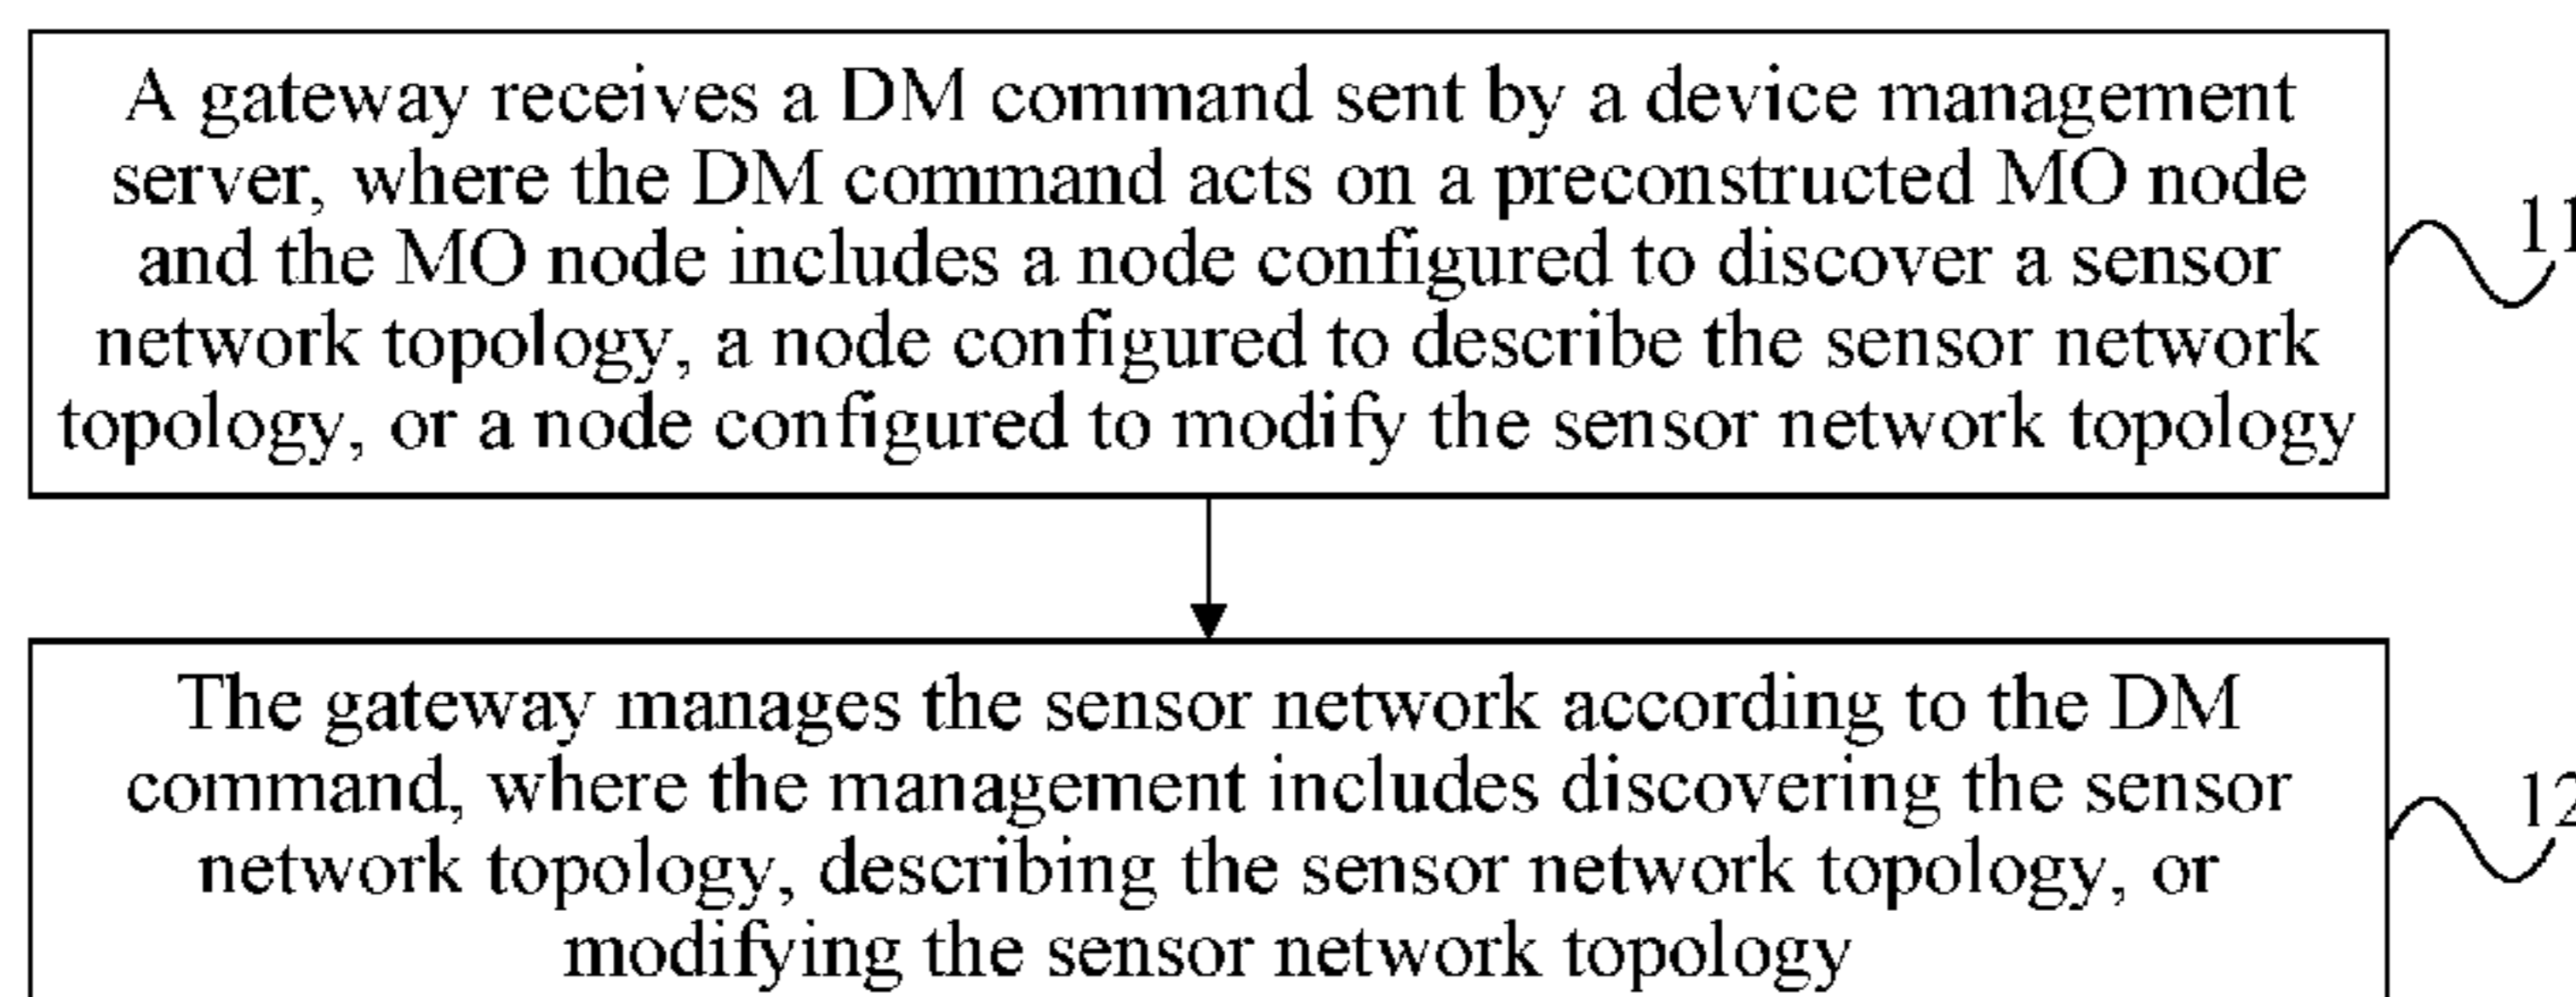 A gateway receives a DM command sent by a device management
server, where the DM command acts on a preconstructed MO node
and the MO node includes a node configured to discover a sensor
network topology, a node configured to describe the sensor network
topology, or a node configured to modify the sensor network topology
11
The gateway manages the sensor network according to the DM
command, where the management includes discovering the sensor
network topology, describing the sensor network topology, or
modifying the sensor network topology
12